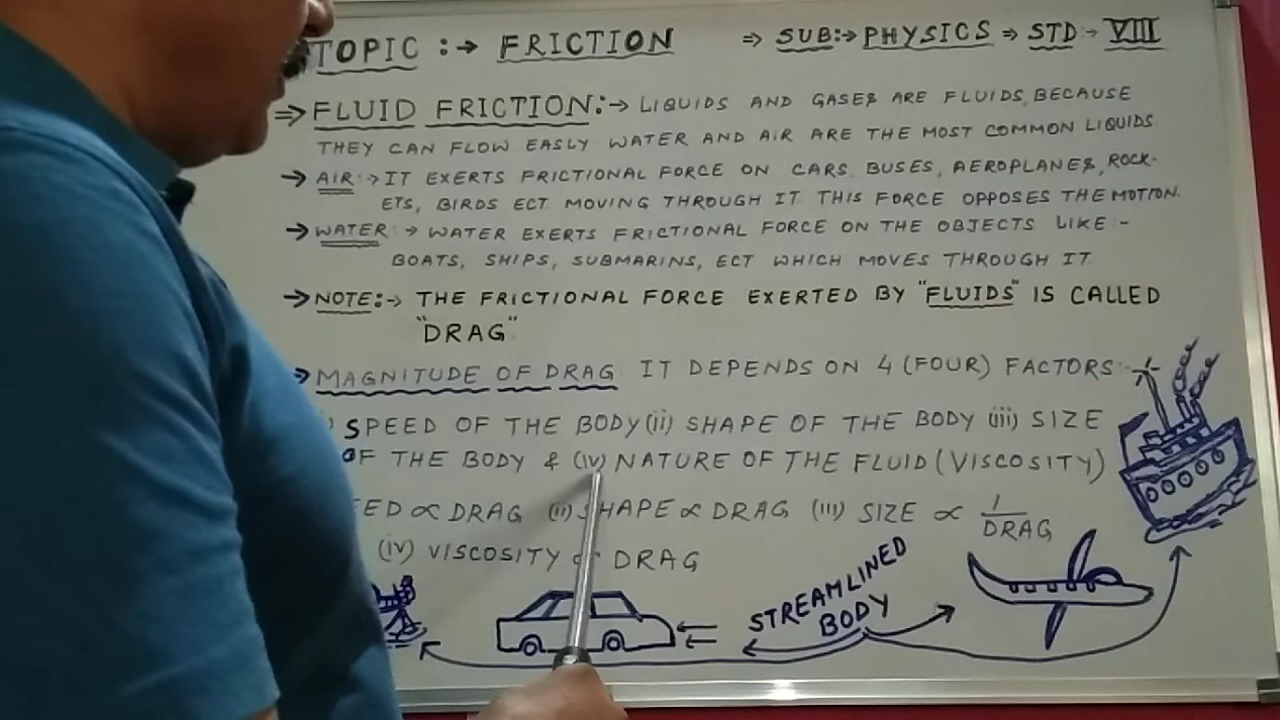 TOPIC :→ FRICTION ⇒ SUB:→ PHYSICS ⇒ STD → VIII
⇒ FLUID FRICTION:→ LIQUIDS AND GASES ARE FLUIDS, BECAUSE
THEY CAN FLOW EASLY WATER AND AIR ARE THE MOST COMMON LIQUIDS
→ AIR :→ IT EXERTS FRICTIONAL FORCE ON CARS. BUSES, AEROPLANES, ROCK-
ETS, BIRDS ECT MOVING THROUGH IT THIS FORCE OPPOSES THE MOTION.
→ WATER :→ WATER EXERTS FRICTIONAL FORCE ON THE OBJECTS LIKE:-
BOATS, SHIPS, SUBMARINS, ECT WHICH MOVES THROUGH IT
→ NOTE:→ THE FRICTIONAL FORCE EXERTED BY "FLUIDS" IS CALLED
"DRAG"
→ MAGNITUDE OF DRAG IT DEPENDS ON 4 (FOUR) FACTORS
) SPEED OF THE BODY (ii) SHAPE OF THE BODY (iii) SIZE
OF THE BODY & (iv) NATURE OF THE FLUID (VISCOSITY)
EED ∝ DRAG (ii) SHAPE ∝ DRAG (iii) SIZE ∝ 1/DRAG
(iv) VISCOSITY DRAG
STREAMLINED
BODY